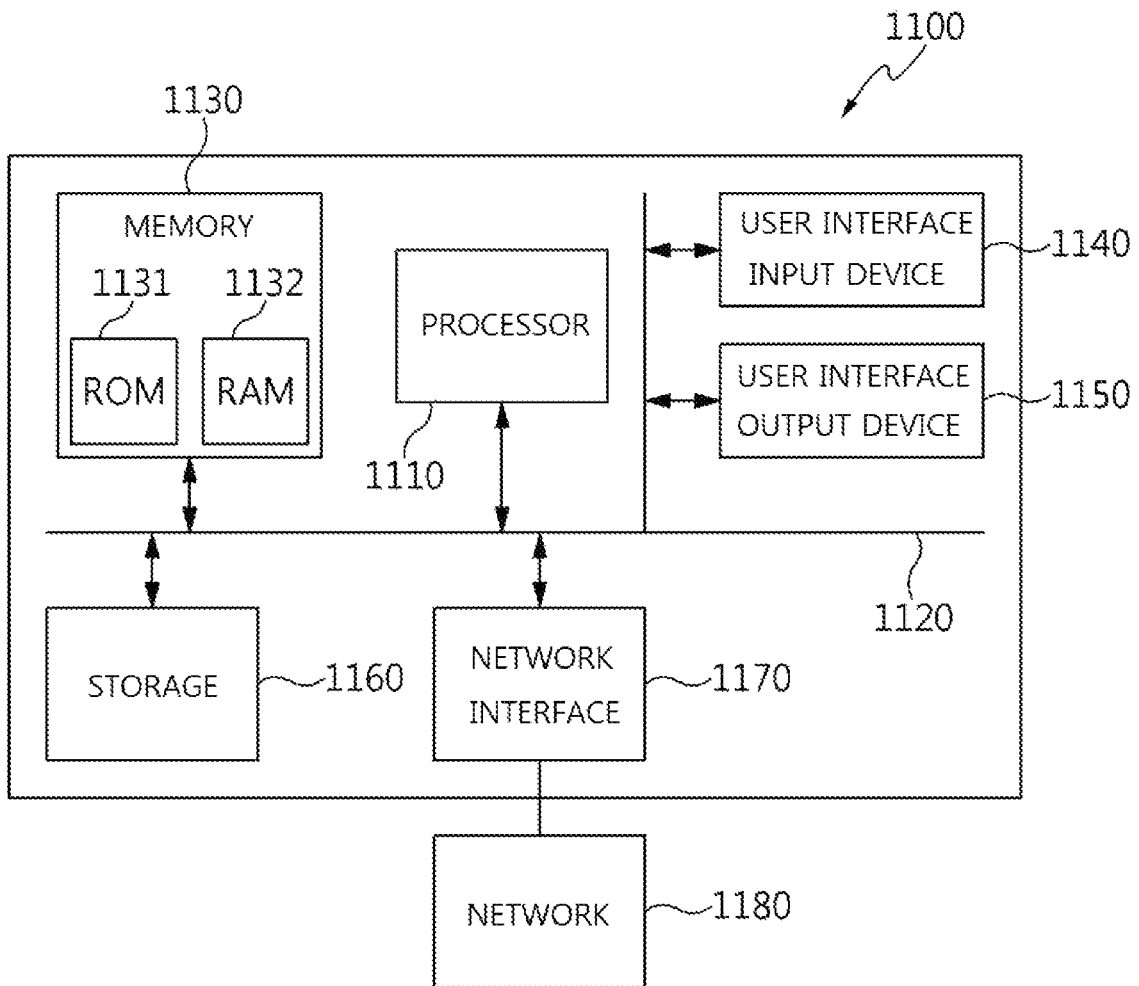 1100
1130
MEMORY
1131
1132
ROM
RAM
PROCESSOR
1110
USER INTERFACE
INPUT DEVICE
1140
USER INTERFACE
OUTPUT DEVICE
1150
1120
STORAGE
1160
NETWORK
INTERFACE
1170
NETWORK
1180